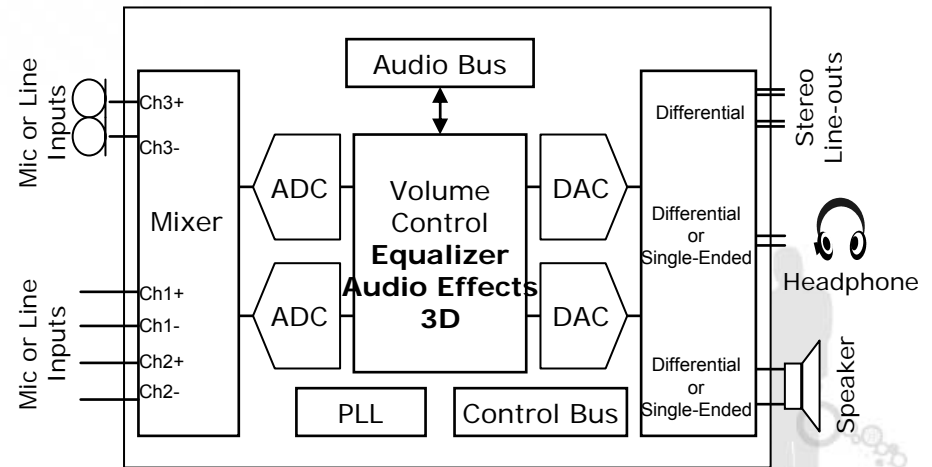 Audio Bus
Mic or Line
Inputs
Ch3+
Ch3-
Mixer
ADC
Volume
Control
Equalizer
Audio Effects
3D
DAC
Differential
Stereo
Line-outs
Differential
or
Single-Ended
Headphone
Mic or Line
Inputs
Ch1+
Ch1-
Ch2+
Ch2-
ADC
DAC
Differential
or
Single-Ended
Speaker
PLL
Control Bus